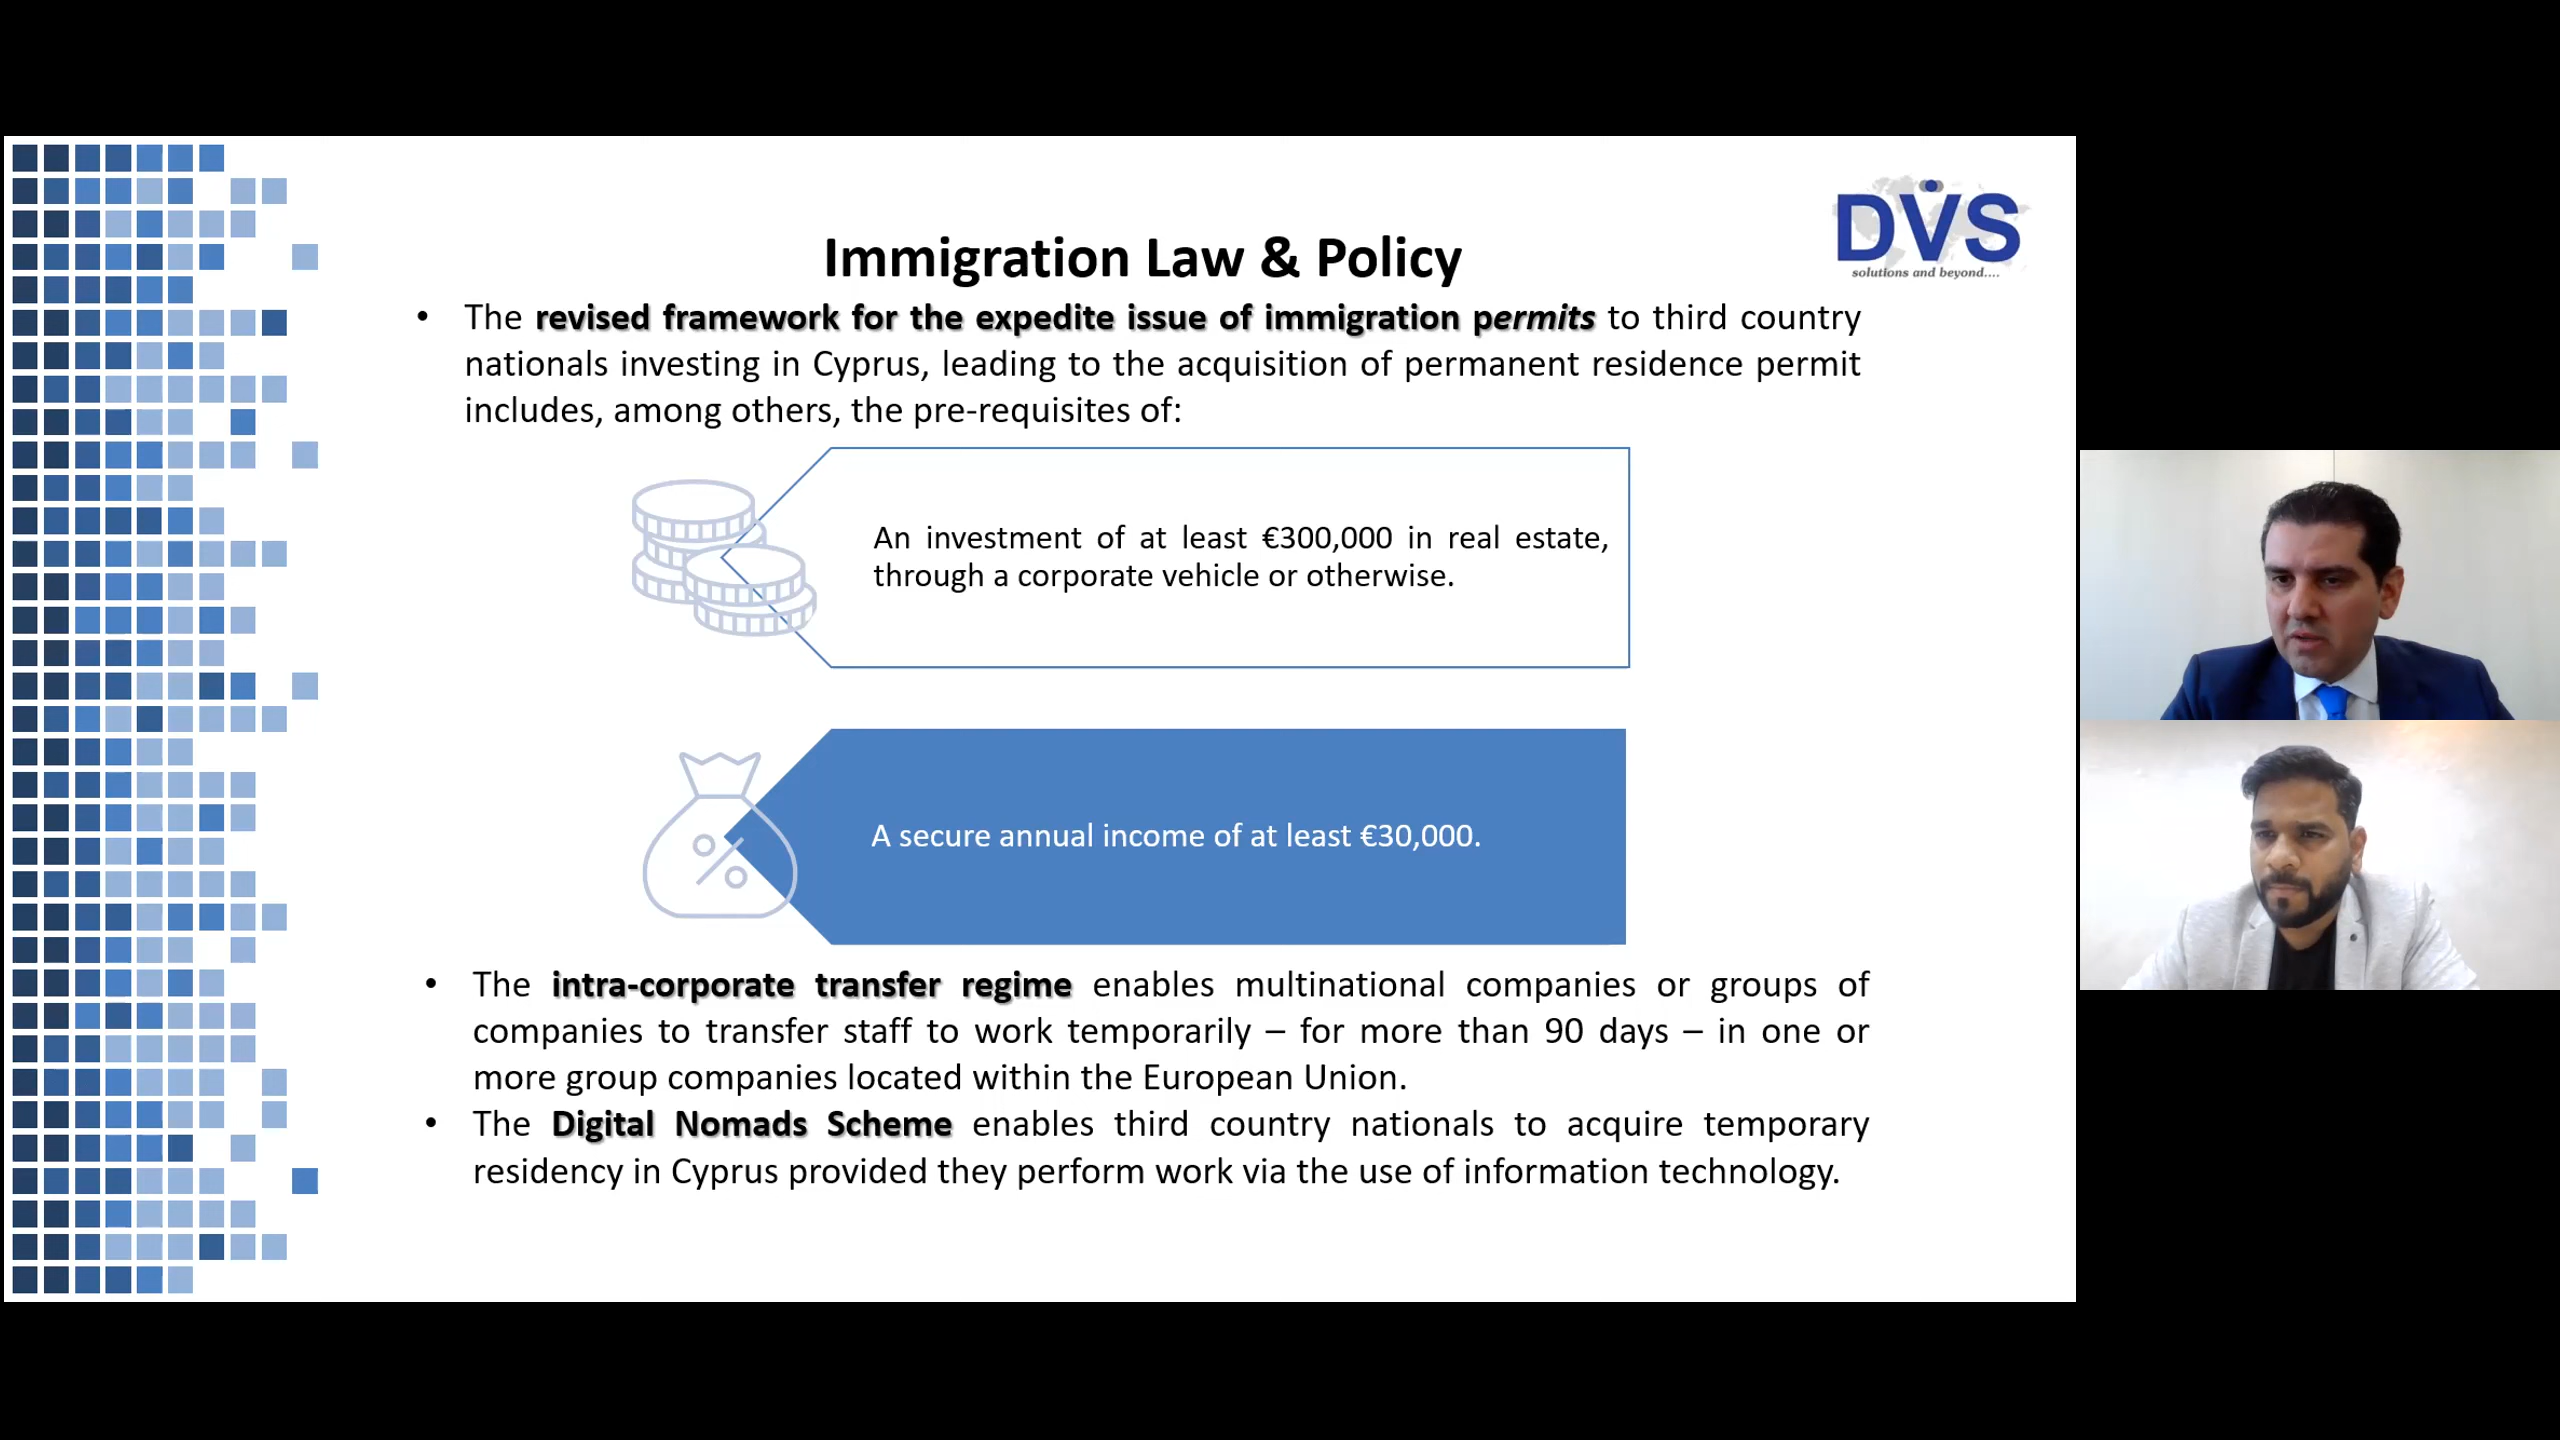 DVS
solutions and beyond....
Immigration Law & Policy
• The revised framework for the expedite issue of immigration permits to third country
nationals investing in Cyprus, leading to the acquisition of permanent residence permit
includes, among others, the pre-requisites of:
An investment of at least €300,000 in real estate,
through a corporate vehicle or otherwise.
%
A secure annual income of at least €30,000.
• The intra-corporate transfer regime enables multinational companies or groups of
companies to transfer staff to work temporarily – for more than 90 days – in one or
more group companies located within the European Union.
• The Digital Nomads Scheme enables third country nationals to acquire temporary
residency in Cyprus provided they perform work via the use of information technology.